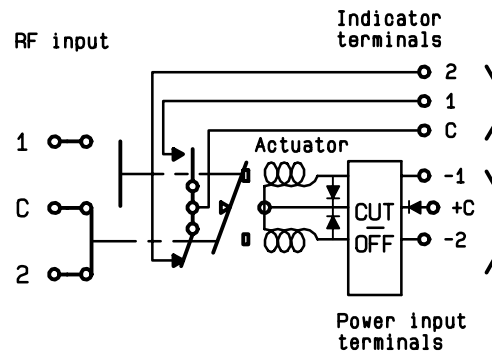 Indicator
terminals
RF input
2
1
C
Actuator
1
C
2
-1
+C
-2
CUT
OFF
Power input
terminals